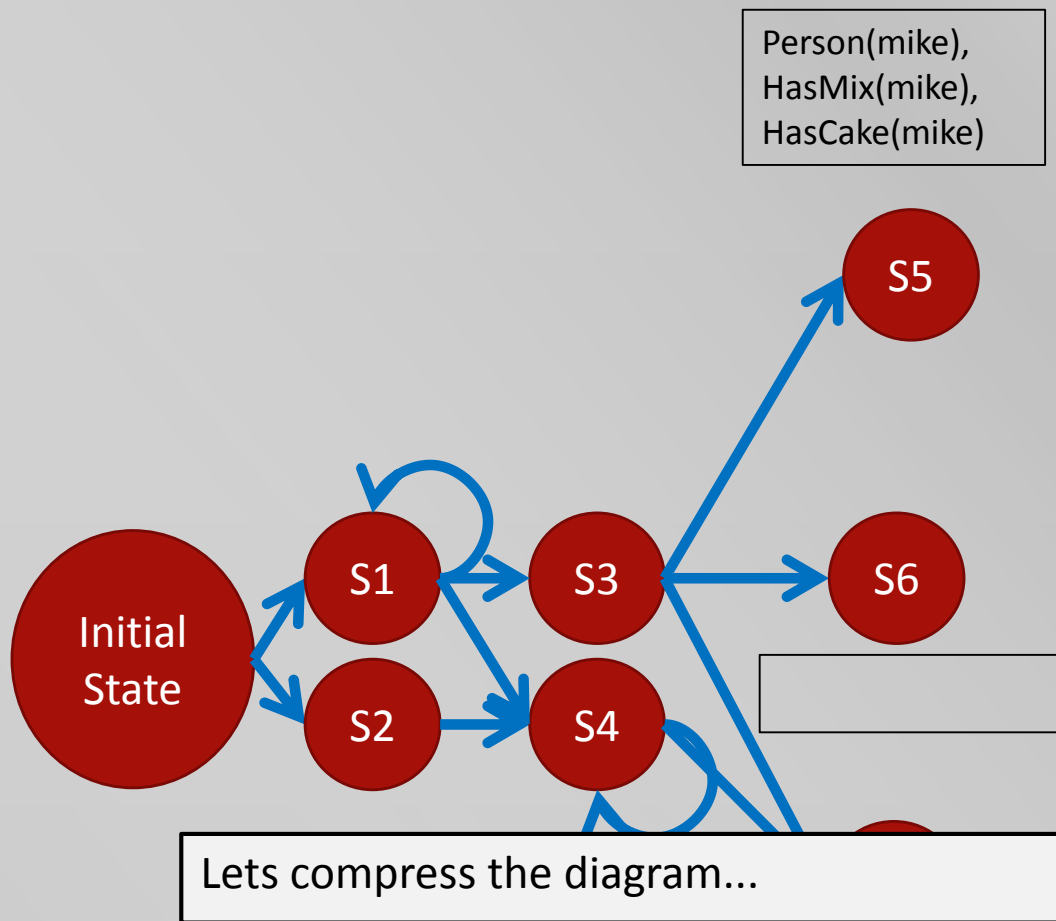 Person(mike),
HasMix(mike),
HasCake(mike)
S5
S1
S3
S6
Initial
State
S2
S4
Lets compress the diagram...